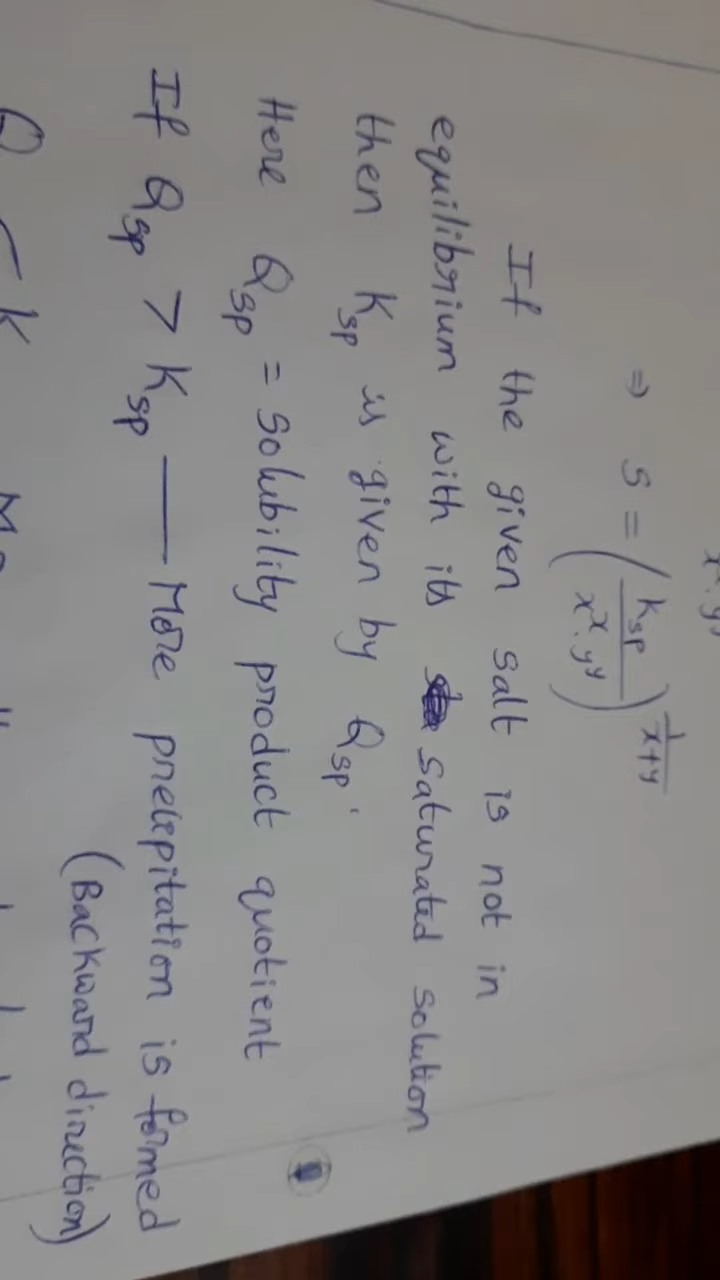 x^x.y^y
⇒ S = (Ksp / x^x.y^y)^(1/x+y)
If the given salt is not in
equilibrium with its saturated solution
then Ksp is given by Qsp.
Here Qsp = Solubility product quotient
If Qsp > Ksp — More precipitation is formed
(Backward direction)